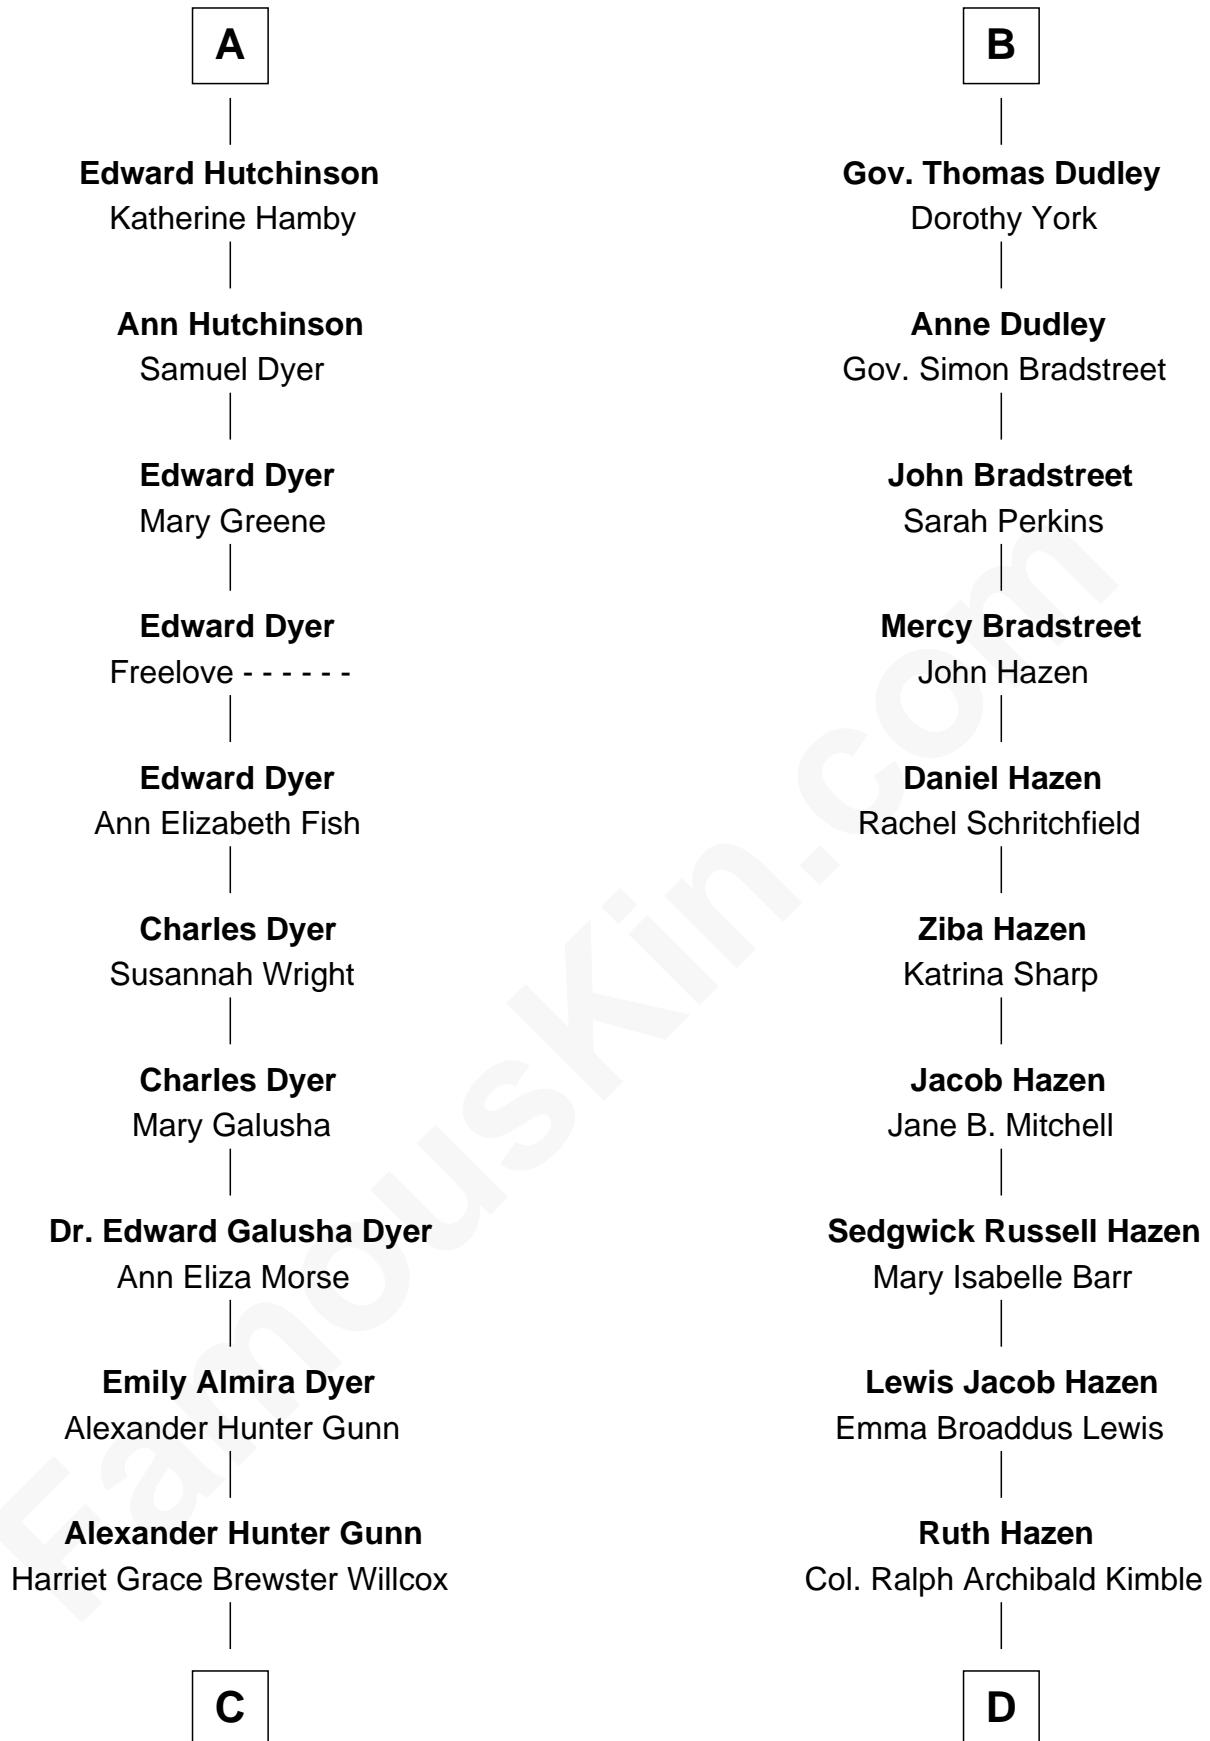 A
Edward Hutchinson
Katherine Hamby
Ann Hutchinson
Samuel Dyer
Edward Dyer
Mary Greene
Edward Dyer
Freelove - - - - - -
Edward Dyer
Ann Elizabeth Fish
Charles Dyer
Susannah Wright
Charles Dyer
Mary Galusha
Dr. Edward Galusha Dyer
Ann Eliza Morse
Emily Almira Dyer
Alexander Hunter Gunn
Alexander Hunter Gunn
Harriet Grace Brewster Willcox
C
B
Gov. Thomas Dudley
Dorothy York
Anne Dudley
Gov. Simon Bradstreet
John Bradstreet
Sarah Perkins
Mercy Bradstreet
John Hazen
Daniel Hazen
Rachel Schritchfield
Ziba Hazen
Katrina Sharp
Jacob Hazen
Jane B. Mitchell
Sedgwick Russell Hazen
Mary Isabelle Barr
Lewis Jacob Hazen
Emma Broaddus Lewis
Ruth Hazen
Col. Ralph Archibald Kimble
D
FamousKin.com